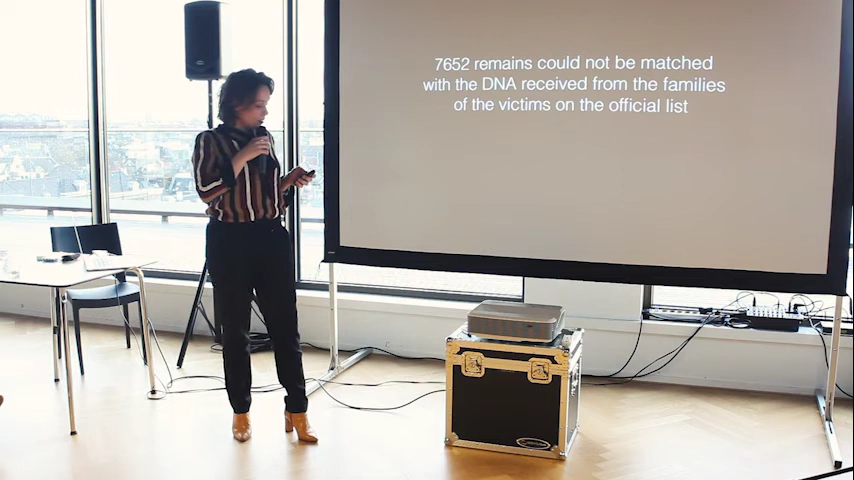 7652 remains could not be matched
with the DNA received from the families
of the victims on the official list